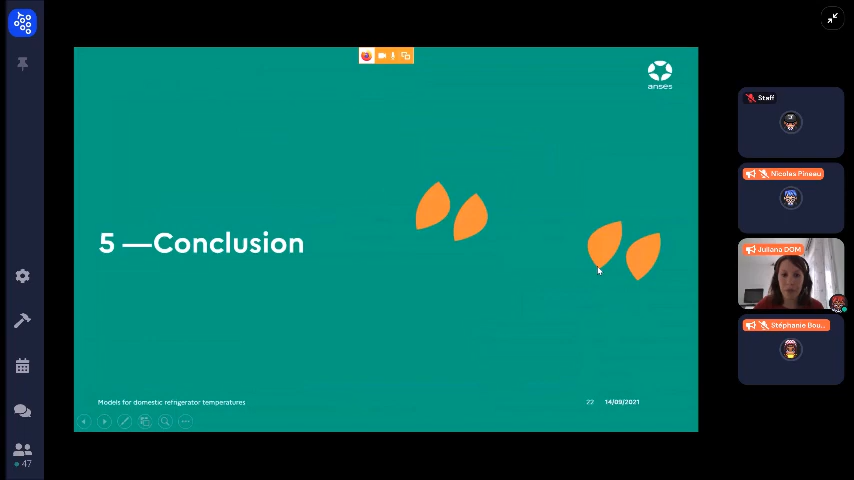 anses
5 —Conclusion
Models for domestic refrigerator temperatures
22
14/09/2021
Staff
Nicolas Pineau
Juliana DOM
Stéphanie Bou...
47